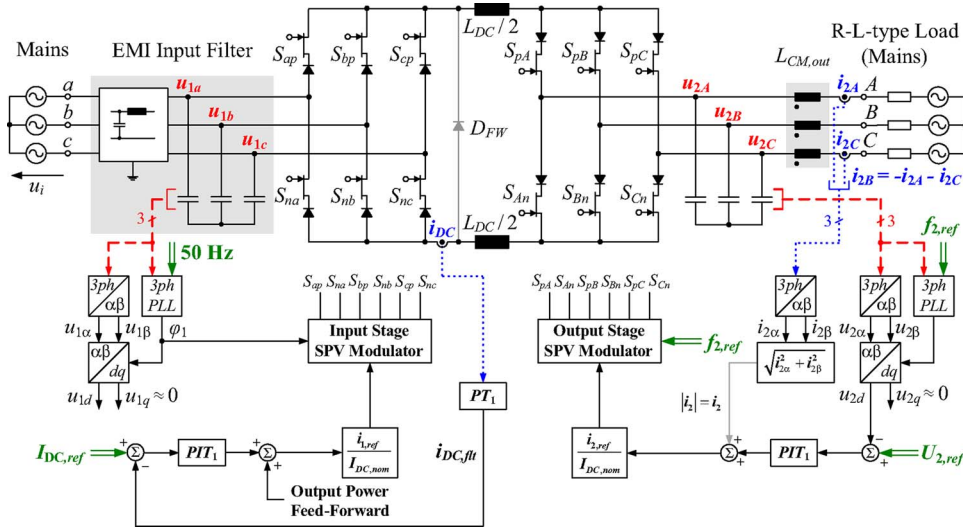 Mains
EMI Input Filter
a
b
c
u_i
u_1a
u_1b
u_1c
S_ap
S_bp
S_cp
S_na
S_nb
S_nc
D_FW
L_DC / 2
L_DC / 2
i_DC
S_pA
S_pB
S_pC
S_An
S_Bn
S_Cn
u_2A
u_2B
u_2C
L_CM,out
R-L-type Load
(Mains)
i_2A
A
B
i_2C
C
i_2B = -i_2A - i_2C
3
50 Hz
3
3
f_2,ref
3ph
αβ
3ph
PLL
u_1α
u_1β
φ_1
αβ
dq
u_1d
u_1q ≈ 0
S_ap S_na S_bp S_nb S_cp S_nc
Input Stage
SPV Modulator
S_pA S_An S_pB S_Bn S_pC S_Cn
Output Stage
SPV Modulator
f_2,ref
3ph
αβ
i_2α
i_2β
√i²_2α + i²_2β
3ph
αβ
3ph
PLL
u_2α
u_2β
αβ
dq
u_2d
u_2q ≈ 0
|i_2| = i_2
PT_1
i_DC,flt
I_DC,ref
+
−
Σ
PIT_1
+
+
Σ
i_1,ref
I_DC,nom
Output Power
Feed-Forward
i_2,ref
I_DC,nom
+
+
Σ
PIT_1
−
+
Σ
U_2,ref